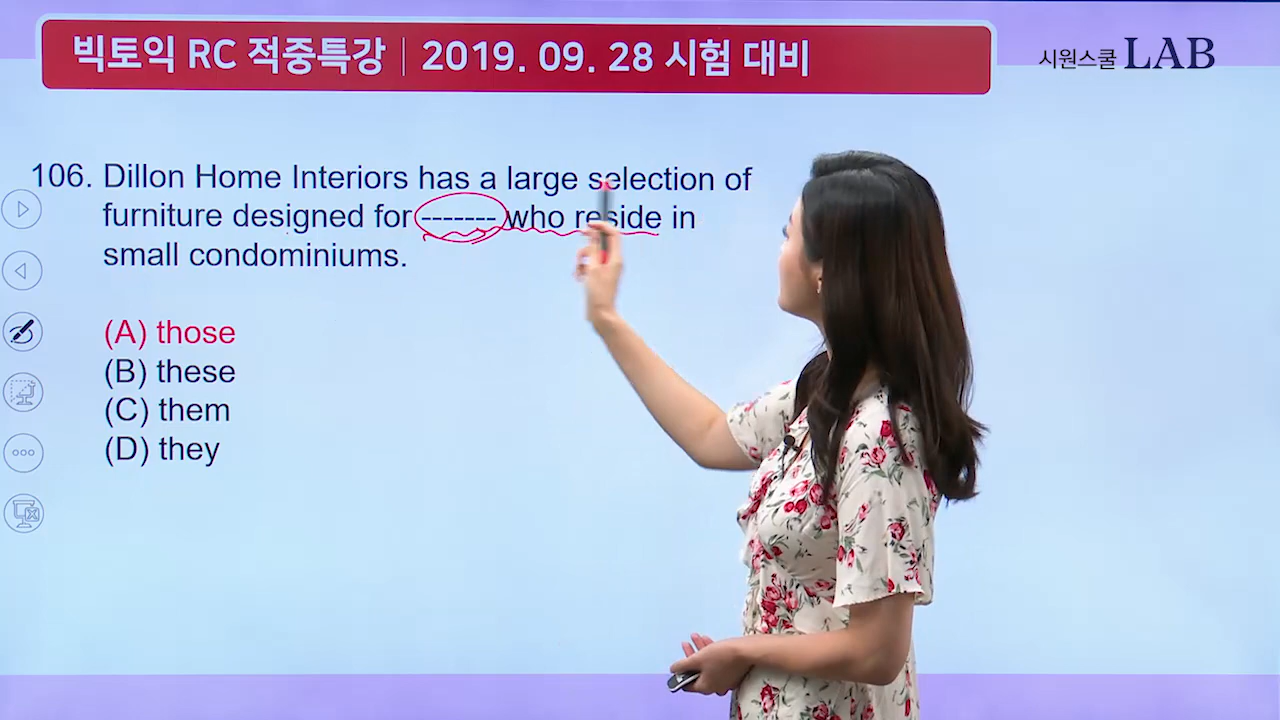 빅토익 RC 적중특강 | 2019. 09. 28 시험 대비
시원스쿨 LAB
106. Dillon Home Interiors has a large selection of
furniture designed for ------- who reside in
small condominiums.
(A) those
(B) these
(C) them
(D) they